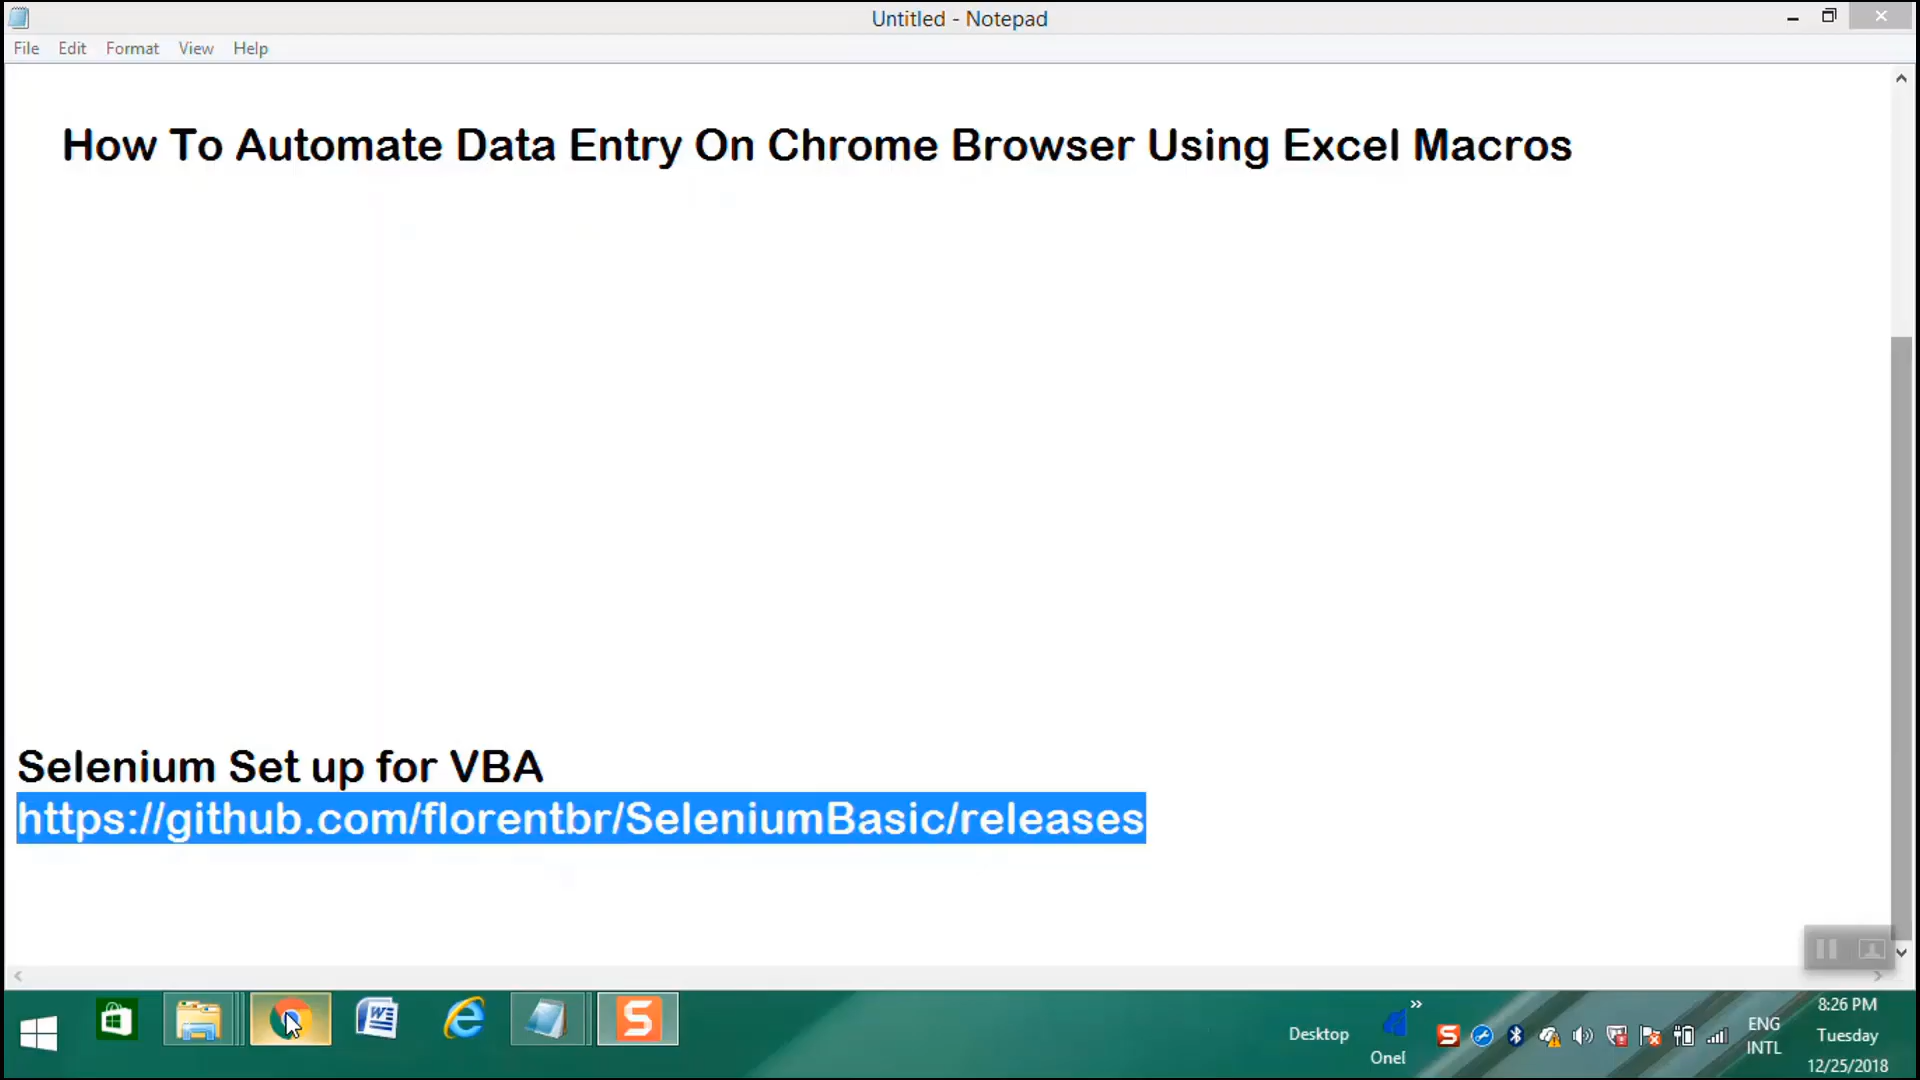 Untitled - Notepad
File Edit Format View Help
How To Automate Data Entry On Chrome Browser Using Excel Macros
Selenium Set up for VBA
https://github.com/florentbr/SeleniumBasic/releases
Desktop
»
Onel
ENG
INTL
8:26 PM
Tuesday
12/25/2018